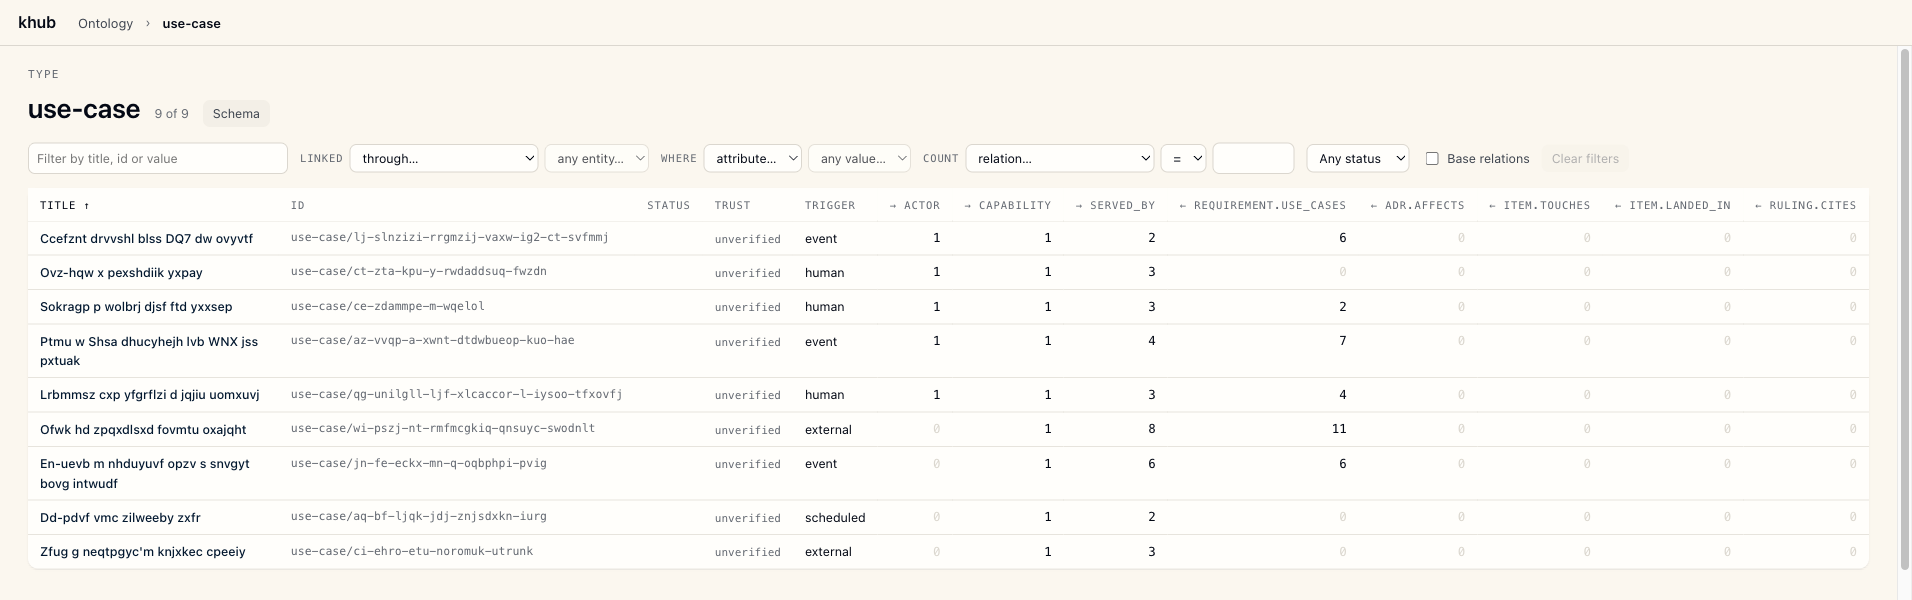 khub Ontology › use-case
TYPE
use-case 9 of 9 Schema
Filter by title, id or value LINKED through... any entity... WHERE attribute... any value... COUNT relation... = Any status Base relations Clear filters
TITLE ↑ ID STATUS TRUST TRIGGER → ACTOR → CAPABILITY → SERVED_BY ← REQUIREMENT.USE_CASES ← ADR.AFFECTS ← ITEM.TOUCHES ← ITEM.LANDED_IN ← RULING.CITES
Ccefznt drvvshl blss DQ7 dw ovyvtf use-case/lj-slnzizi-rrgmzij-vaxw-ig2-ct-svfmmj unverified event 1 1 2 6 0 0 0 0
Ovz-hqw x pexshdiik yxpay use-case/ct-zta-kpu-y-rwdaddsuq-fwzdn unverified human 1 1 3 0 0 0 0 0
Sokragp p wolbrj djsf ftd yxxsep use-case/ce-zdammpe-m-wqelol unverified human 1 1 3 2 0 0 0 0
Ptmu w Shsa dhucyhejh lvb WNX jss use-case/az-vvqp-a-xwnt-dtdwbueop-kuo-hae unverified event 1 1 4 7 0 0 0 0
pxtuak
Lrbmmsz cxp yfgrflzi d jqjiu uomxuvj use-case/qg-unilgll-ljf-xlcaccor-l-iysoo-tfxovfj unverified human 1 1 3 4 0 0 0 0
Ofwk hd zpqxdlsxd fovmtu oxajqht use-case/wi-pszj-nt-rmfmcgkiq-qnsuyc-swodnlt unverified external 0 1 8 11 0 0 0 0
En-uevb m nhduyuvf opzv s snvgyt use-case/jn-fe-eckx-mn-q-oqbphpi-pvig unverified event 0 1 6 6 0 0 0 0
bovg intwudf
Dd-pdvf vmc zilweeby zxfr use-case/aq-bf-ljqk-jdj-znjsdxkn-iurg unverified scheduled 0 1 2 0 0 0 0 0
Zfug g neqtpgyc'm knjxkec cpeeiy use-case/ci-ehro-etu-noromuk-utrunk unverified external 0 1 3 0 0 0 0 0